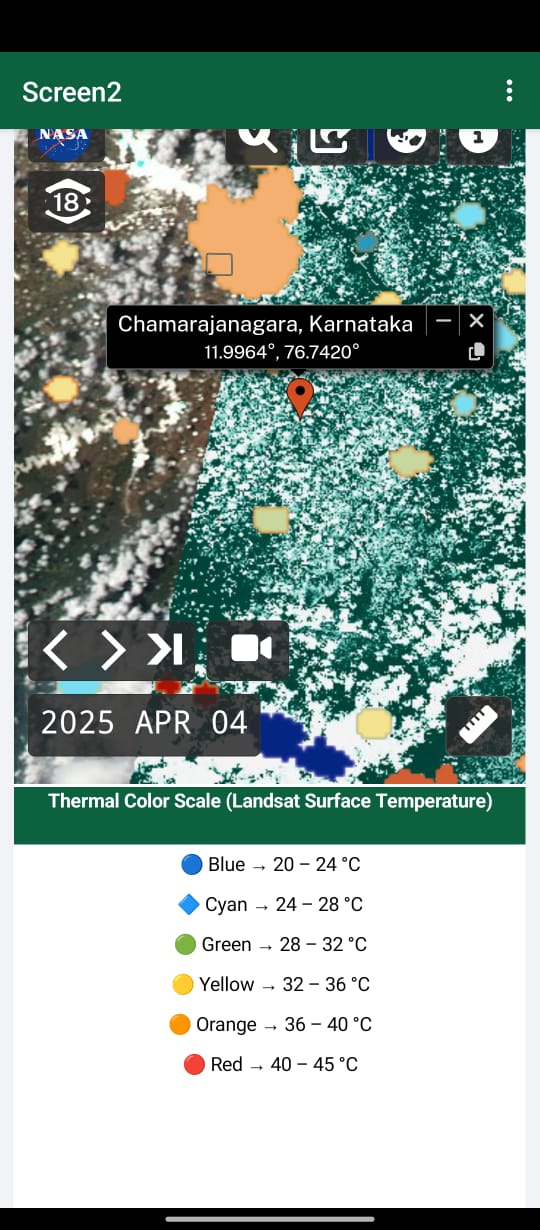 Screen2
NASA
18
Chamarajanagara, Karnataka
11.9964°, 76.7420°
2025 APR 04
Thermal Color Scale (Landsat Surface Temperature)
🔵 Blue → 20 – 24 °C
🔷 Cyan → 24 – 28 °C
🟢 Green → 28 – 32 °C
🟡 Yellow → 32 – 36 °C
🟠 Orange → 36 – 40 °C
🔴 Red → 40 – 45 °C